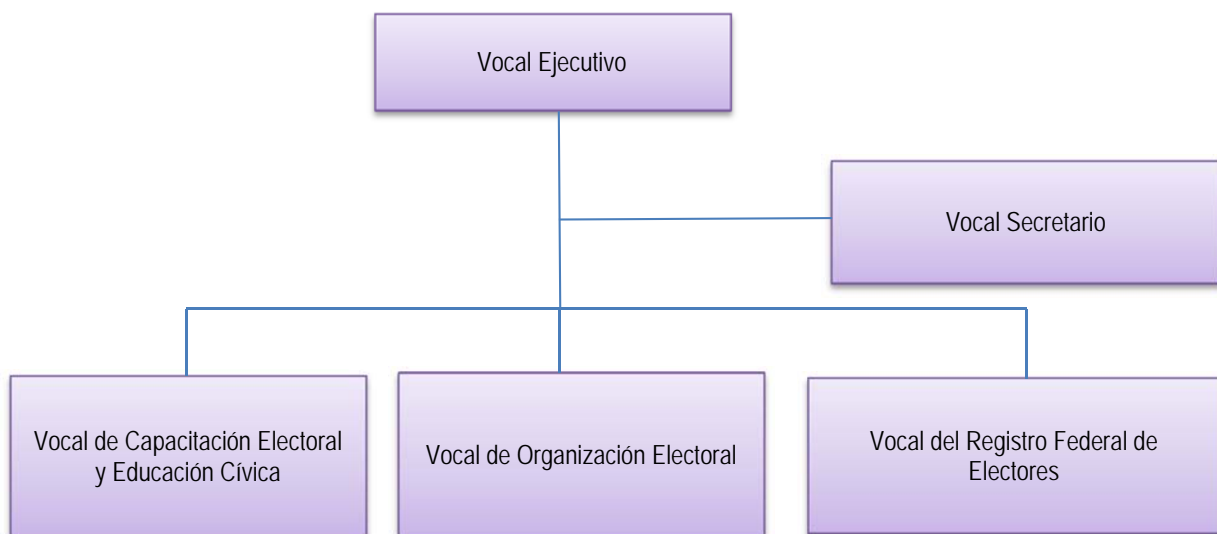 Vocal Ejecutivo
Vocal Secretario
Vocal de Capacitación Electoral
y Educación Cívica
Vocal de Organización Electoral
Vocal del Registro Federal de
Electores